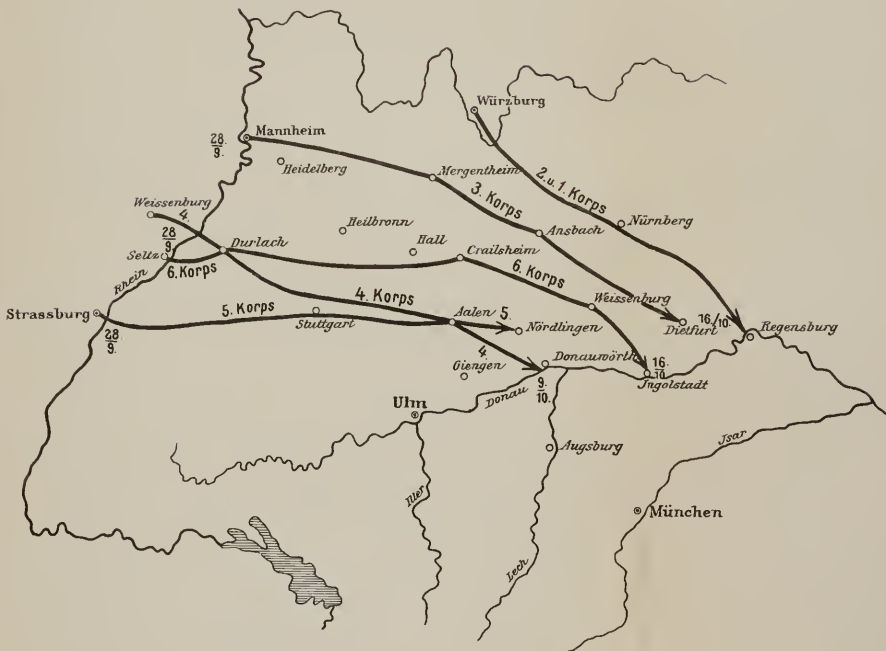 Würzburg
28.
9.
Mannheim
Heidelberg
Mergentheim
2.u.1. Korps
3. Korps
Weissenburg
4.
Heilbronn
Ansbach
Nürnberg
28
9.
Seltz
Durlach
Hall
Crailsheim
6. Korps
6. Korps
Rhein
Strassburg
28
9.
5. Korps
4. Korps
Stuttgart
Aalen
5.
Nördlingen
Weissenburg
Dietfurt
16/10.
Regensburg
4.
Giengen
Donauwörth
16.
10.
Ingolstadt
9.
10.
Donau
Ulm
Augsburg
Isar
Iller
Lech
München